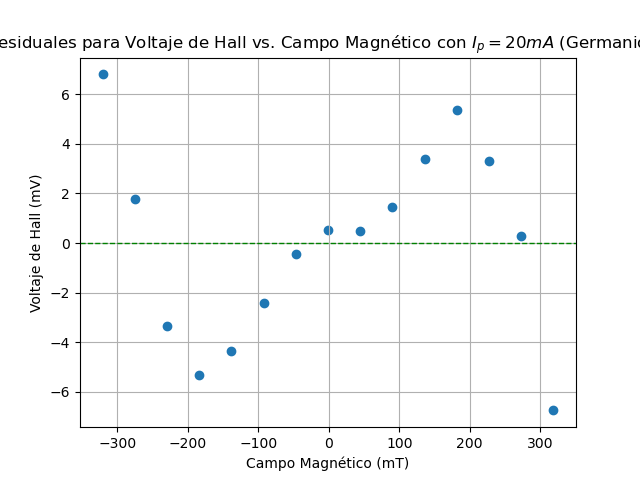 esiduales para Voltaje de Hall vs. Campo Magnético con I_p = 20mA (Germanio
6
4
2
0
−2
−4
−6
Voltaje de Hall (mV)
−300 −200 −100 0 100 200 300
Campo Magnético (mT)